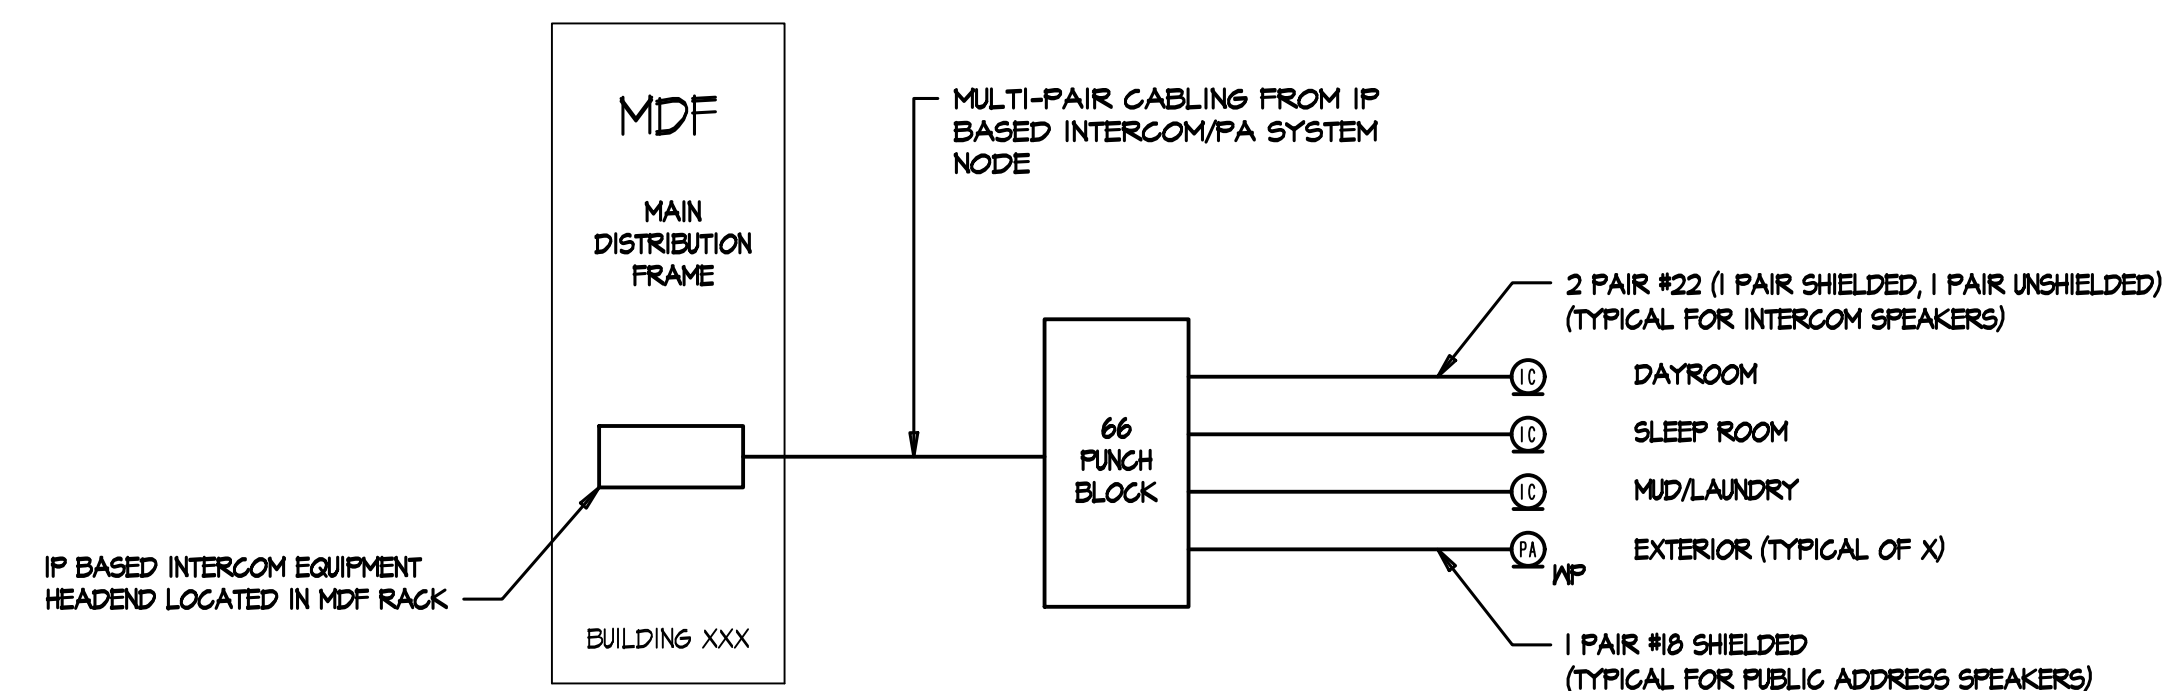 MDF
MAIN
DISTRIBUTION
FRAME
BUILDING XXX
IP BASED INTERCOM EQUIPMENT
HEADEND LOCATED IN MDF RACK
MULTI-PAIR CABLING FROM IP
BASED INTERCOM/PA SYSTEM
NODE
66
PUNCH
BLOCK
2 PAIR #22 (1 PAIR SHIELDED, 1 PAIR UNSHIELDED)
(TYPICAL FOR INTERCOM SPEAKERS)
IC DAYROOM
IC SLEEP ROOM
IC MUD/LAUNDRY
PA EXTERIOR (TYPICAL OF X)
WP
1 PAIR #18 SHIELDED
(TYPICAL FOR PUBLIC ADDRESS SPEAKERS)